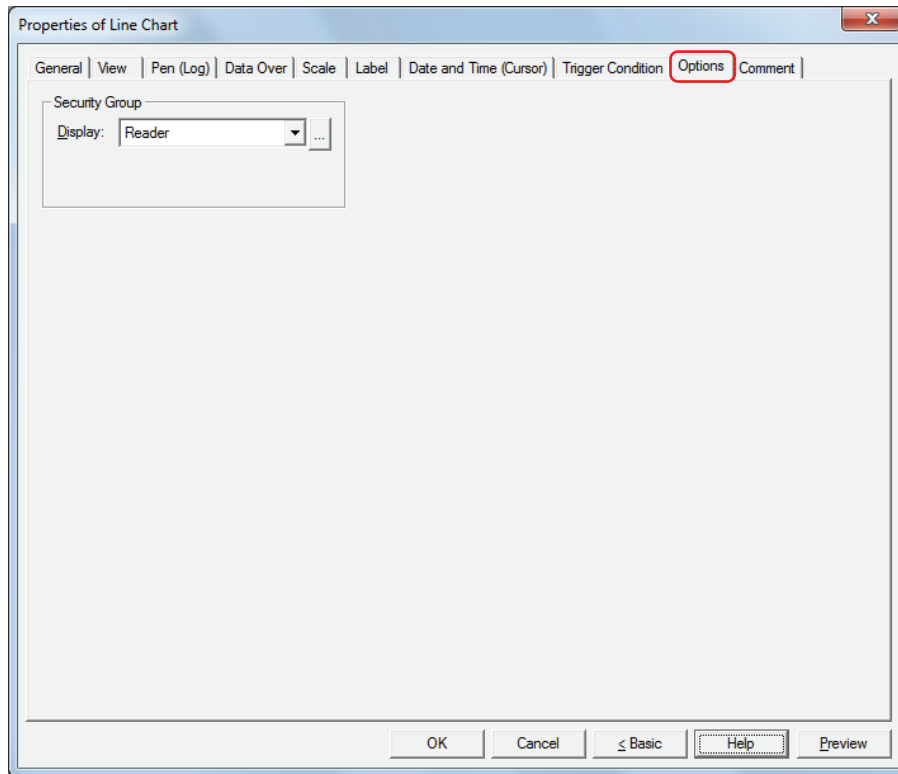 Properties of Line Chart
General View Pen (Log) Data Over Scale Label Date and Time (Cursor) Trigger Condition Options Comment
Security Group
Display: Reader ...
OK Cancel < Basic Help Preview